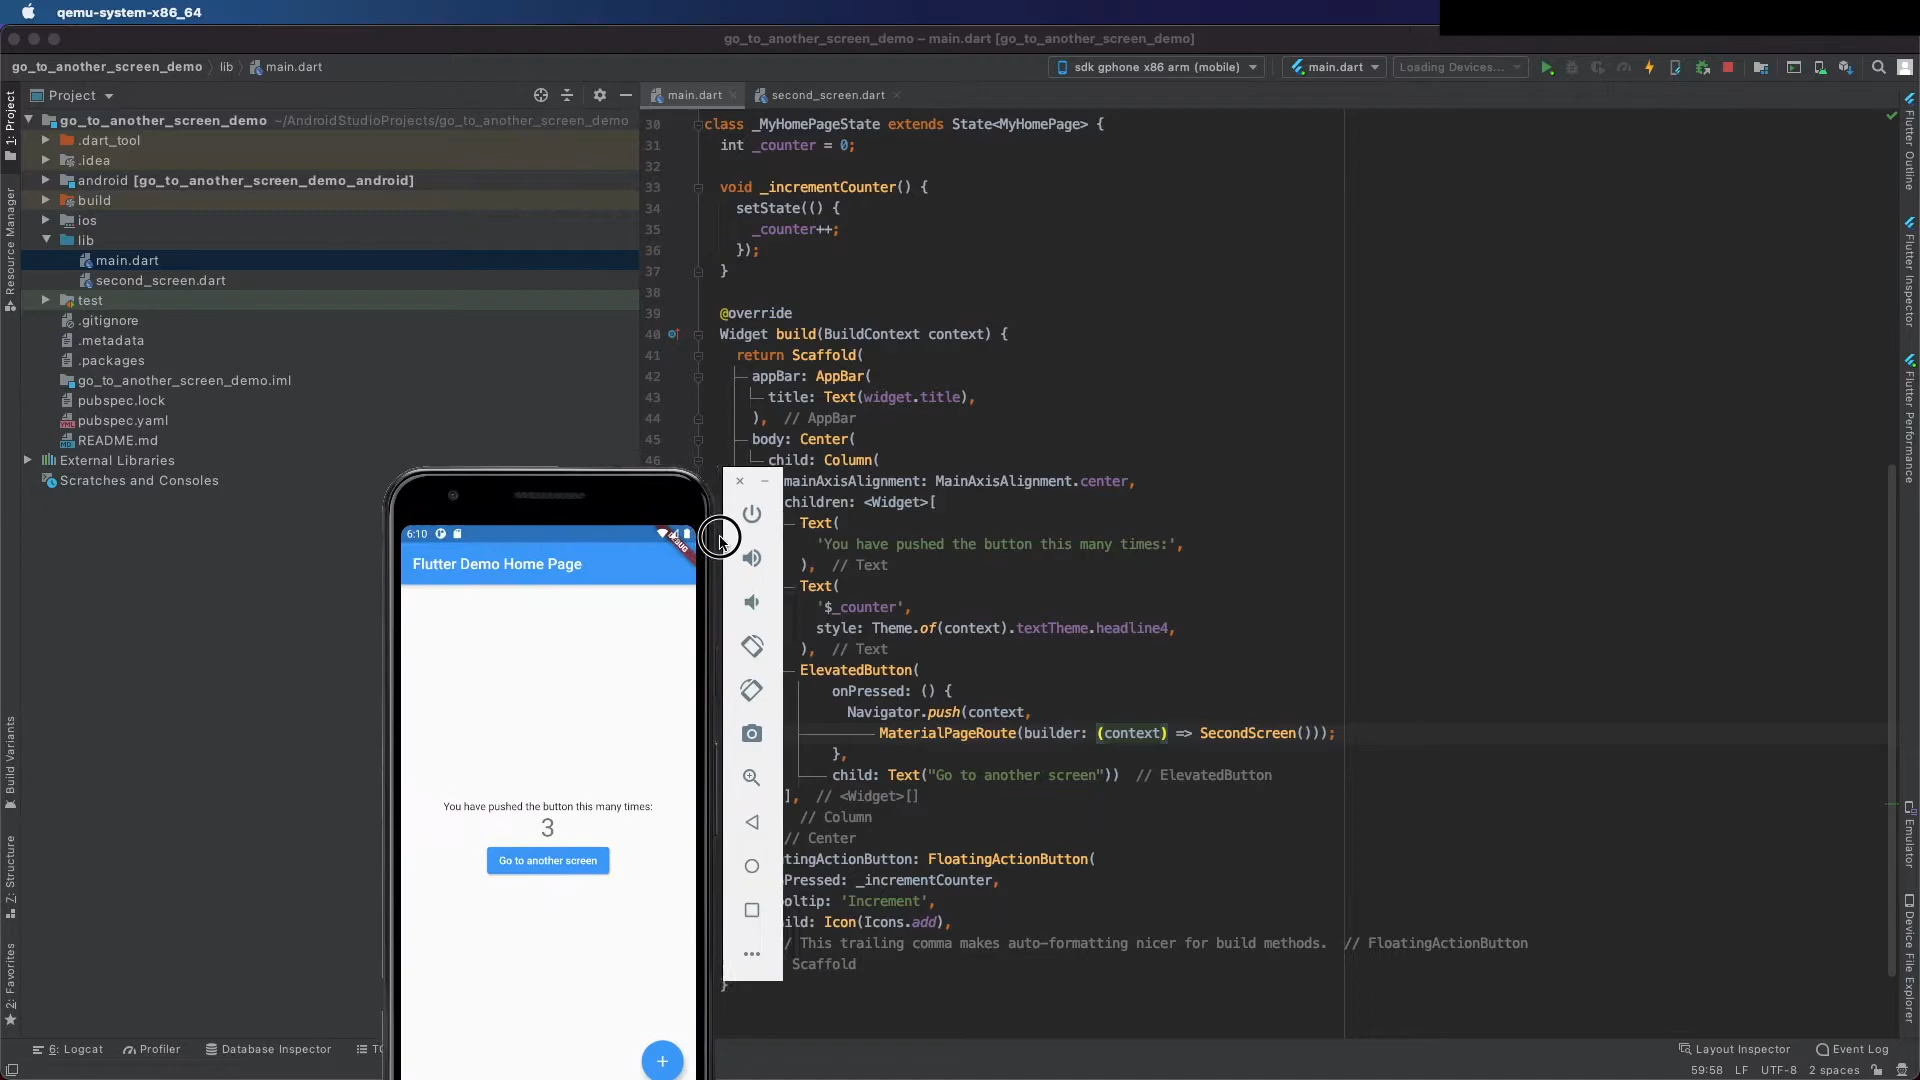 qemu-system-x86_64
go_to_another_screen_demo – main.dart [go_to_another_screen_demo]
go_to_another_screen_demo
lib
main.dart
sdk gphone x86 arm (mobile)
main.dart
Loading Devices...
Project
main.dart
second_screen.dart
go_to_another_screen_demo ~/AndroidStudioProjects/go_to_another_screen_demo
.dart_tool
.idea
android [go_to_another_screen_demo_android]
build
ios
lib
main.dart
second_screen.dart
test
.gitignore
.metadata
.packages
go_to_another_screen_demo.iml
pubspec.lock
pubspec.yaml
README.md
External Libraries
Scratches and Consoles
1: Project
Resource Manager
Build Variants
Z: Structure
2: Favorites
30 class _MyHomePageState extends State<MyHomePage> {
31 int _counter = 0;
32
33 void _incrementCounter() {
34 setState(() {
35 _counter++;
36 });
37 }
38
39 @override
40 Widget build(BuildContext context) {
41 return Scaffold(
42 appBar: AppBar(
43 title: Text(widget.title),
44 ), // AppBar
45 body: Center(
46 child: Column(
mainAxisAlignment: MainAxisAlignment.center,
children: <Widget>[
Text(
'You have pushed the button this many times:',
), // Text
Text(
'$_counter',
style: Theme.of(context).textTheme.headline4,
), // Text
ElevatedButton(
onPressed: () {
Navigator.push(context,
MaterialPageRoute(builder: (context) => SecondScreen()));
},
child: Text("Go to another screen")) // ElevatedButton
], // <Widget>[]
// Column
// Center
tingActionButton: FloatingActionButton(
Pressed: _incrementCounter,
oltip: 'Increment',
ild: Icon(Icons.add),
/ This trailing comma makes auto-formatting nicer for build methods. // FloatingActionButton
Scaffold
}
6:10
DEBUG
Flutter Demo Home Page
You have pushed the button this many times:
3
Go to another screen
+
Flutter Outline
Flutter Inspector
Flutter Performance
Emulator
Device File Explorer
6: Logcat
Profiler
Database Inspector
TO
Layout Inspector
Event Log
59:58 LF UTF-8 2 spaces